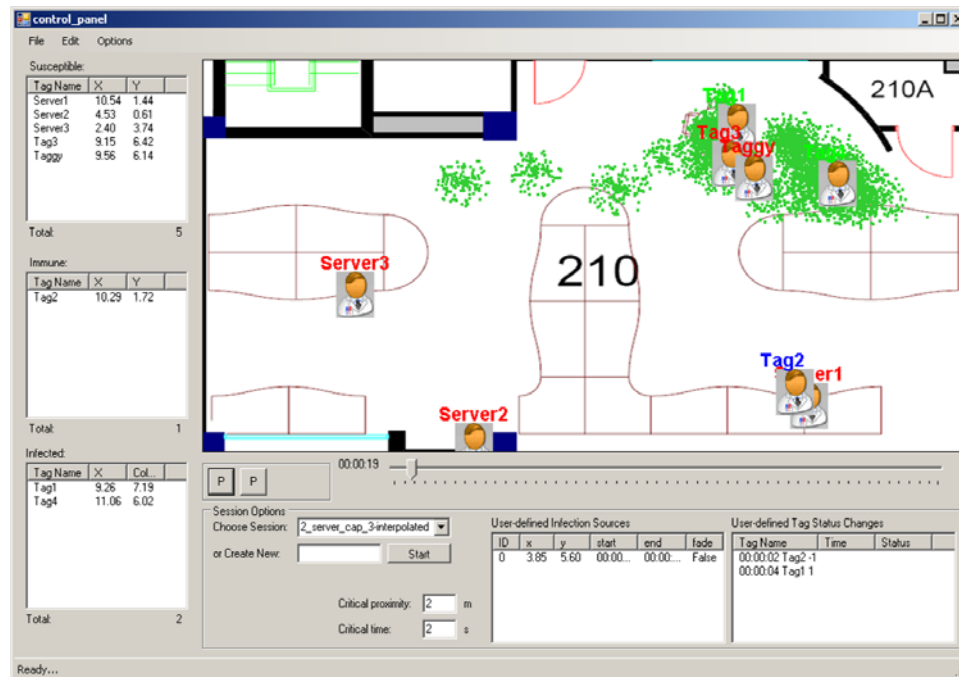 control_panel
File Edit Options
Susceptible:
Tag Name X Y
Server1 10.54 1.44
Server2 4.53 0.61
Server3 2.40 3.74
Tag3 9.15 6.42
Taggy 9.56 6.14
Total: 5
Immune:
Tag Name X Y
Tag2 10.29 1.72
Total: 1
Infected:
Tag Name X Col...
Tag1 9.26 7.19
Tag4 11.06 6.02
Total: 2
210A
Tag1
Tag3
Taggy
Server3
210
Tag2
er1
Server2
P P
00:00:19
Session Options
Choose Session: 2_server_cap_3-interpolated
or Create New: Start
Critical proximity: 2 m
Critical time: 2 s
User-defined Infection Sources
ID x y start end fade
0 3.85 5.60 00:00... 00:00:... False
User-defined Tag Status Changes
Tag Name Time Status
00:00:02 Tag2 -1
00:00:04 Tag1 1
Ready...